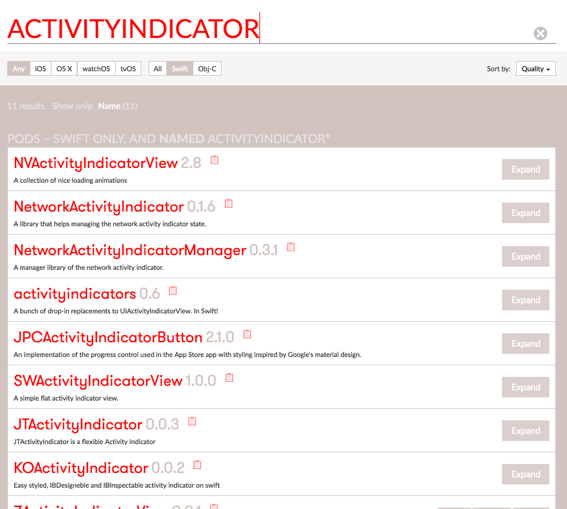 ACTIVITYINDICATOR
Any iOS OS X watchOS tvOS All Swift Obj-C Sort by: Quality
11 results. Show only: Name (11)
PODS – SWIFT ONLY, AND NAMED ACTIVITYINDICATOR*
NVActivityIndicatorView 2.8
Expand
A collection of nice loading animations
NetworkActivityIndicator 0.1.6
Expand
A library that helps managing the network activity indicator state.
NetworkActivityIndicatorManager 0.3.1
Expand
A manager library of the network activity indicator.
activityindicators 0.6
Expand
A bunch of drop-in replacements to UIActivityIndicatorView. In Swift!
JPCActivityIndicatorButton 2.1.0
Expand
An implementation of the progress control used in the App Store app with styling inspired by Google's material design.
SWActivityIndicatorView 1.0.0
Expand
A simple flat activity indicator view.
JTActivityIndicator 0.0.3
Expand
JTActivityIndicator is a flexible Activity Indicator
KOActivityIndicator 0.0.2
Expand
Easy styled, IBDesigneble and IBInspectable activity indicator on swift